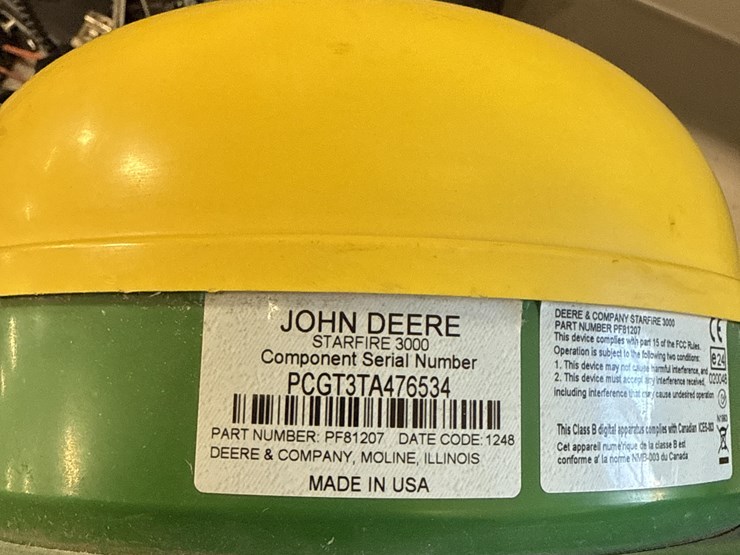 JOHN DEERE
STARFIRE 3000
Component Serial Number
PCGT3TA476534
PART NUMBER: PF81207 DATE CODE: 1248
DEERE & COMPANY, MOLINE, ILLINOIS
MADE IN USA
DEERE & COMPANY STARFIRE 3000
PART NUMBER PF81207
This device complies with part 15 of the FCC Rules.
Operation is subject to the following two conditions:
1. This device may not cause harmful interference, and
2. This device must accept any interference received,
including interference that may cause undesired operation
This Class B digital apparatus complies with Canadian ICES-003
Cet appareil numérique de la classe B est
conforme a' la norme NMB-003 du Canada
CE
e24